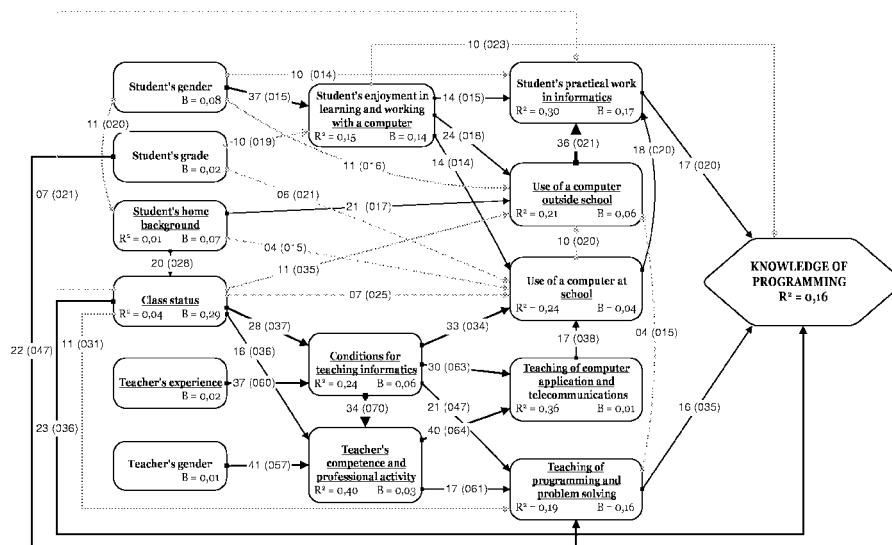 10 (023)
10 (014)
Student's gender
B = 0,08
37 (015)
Student's enjoyment in
learning and working
with a computer
R² = 0,15 B = 0,14
14 (015)
Student's practical work
in informatics
R² = 0,30 B = 0,17
11 (020)
10 (019)
24 (018)
36 (021)
18 (020)
17 (020)
Student's grade
B = 0,02
11 (016)
14 (014)
07 (021)
06 (021)
Use of a computer
outside school
R² = 0,21 B = 0,06
Student's home
background
R² = 0,01 B = 0,07
21 (017)
04 (015)
10 (020)
20 (028)
11 (035)
KNOWLEDGE OF
PROGRAMMING
R² = 0,16
Class status
R² = 0,04 B = 0,29
07 (025)
Use of a computer at
school
R² = 0,24 B = 0,04
28 (037)
33 (034)
04 (015)
17 (038)
22 (047)
11 (031)
16 (036)
Conditions for
teaching informatics
R² = 0,24 B = 0,06
30 (063)
Teaching of computer
application and
telecommunications
R² = 0,36 B = 0,01
Teacher's experience
B = 0,02
37 (060)
21 (047)
34 (070)
40 (064)
16 (035)
23 (036)
Teacher's gender
B = 0,01
41 (057)
Teacher's
competence and
professional activity
R² = 0,40 B = 0,03
17 (061)
Teaching of
programming and
problem solving
R² = 0,19 B = 0,16